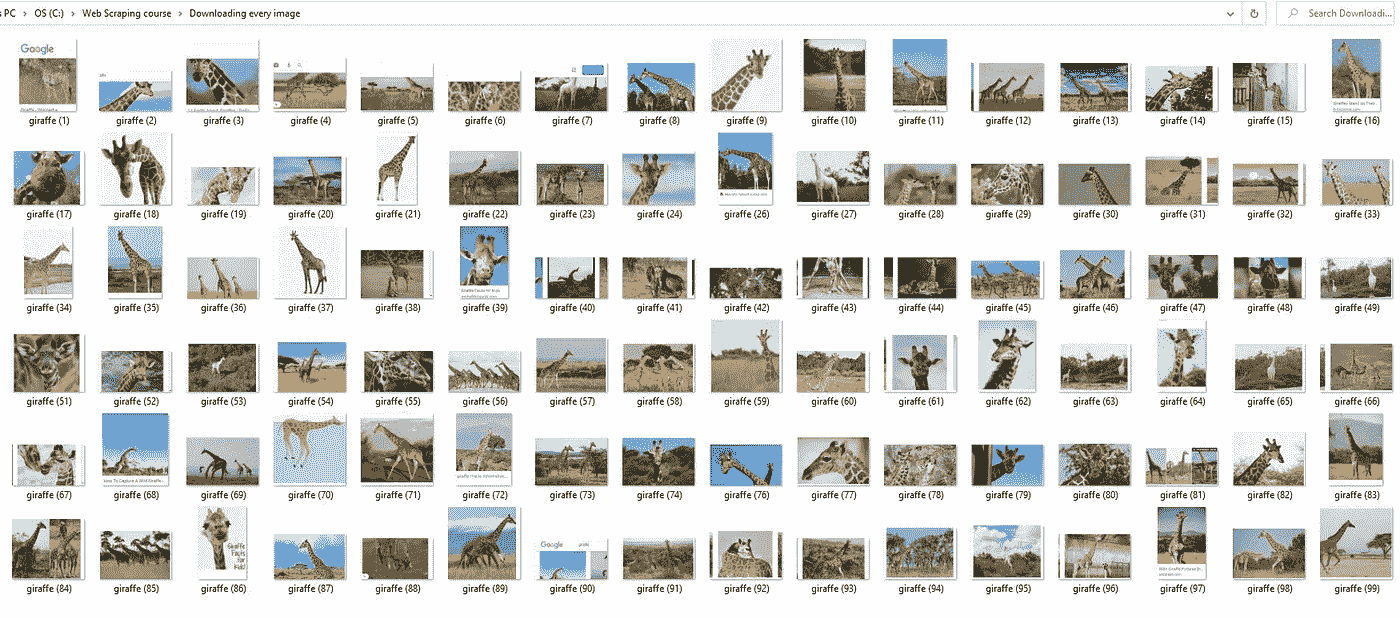 s PC › OS (C:) › Web Scraping course › Downloading every image
Search Downloadi...
Google
giraffe (1) giraffe (2) giraffe (3) giraffe (4) giraffe (5) giraffe (6) giraffe (7) giraffe (8) giraffe (9) giraffe (10) giraffe (11) giraffe (12) giraffe (13) giraffe (14) giraffe (15) giraffe (16)
giraffe (17) giraffe (18) giraffe (19) giraffe (20) giraffe (21) giraffe (22) giraffe (23) giraffe (24) giraffe (26) giraffe (27) giraffe (28) giraffe (29) giraffe (30) giraffe (31) giraffe (32) giraffe (33)
giraffe (34) giraffe (35) giraffe (36) giraffe (37) giraffe (38) giraffe (39) giraffe (40) giraffe (41) giraffe (42) giraffe (43) giraffe (44) giraffe (45) giraffe (46) giraffe (47) giraffe (48) giraffe (49)
giraffe (51) giraffe (52) giraffe (53) giraffe (54) giraffe (55) giraffe (56) giraffe (57) giraffe (58) giraffe (59) giraffe (60) giraffe (61) giraffe (62) giraffe (63) giraffe (64) giraffe (65) giraffe (66)
giraffe (67) giraffe (68) giraffe (69) giraffe (70) giraffe (71) giraffe (72) giraffe (73) giraffe (74) giraffe (76) giraffe (77) giraffe (78) giraffe (79) giraffe (80) giraffe (81) giraffe (82) giraffe (83)
Giraffe
Facts
for
Kids!
Google
giraffe (84) giraffe (85) giraffe (86) giraffe (87) giraffe (88) giraffe (89) giraffe (90) giraffe (91) giraffe (92) giraffe (93) giraffe (94) giraffe (95) giraffe (96) giraffe (97) giraffe (98) giraffe (99)